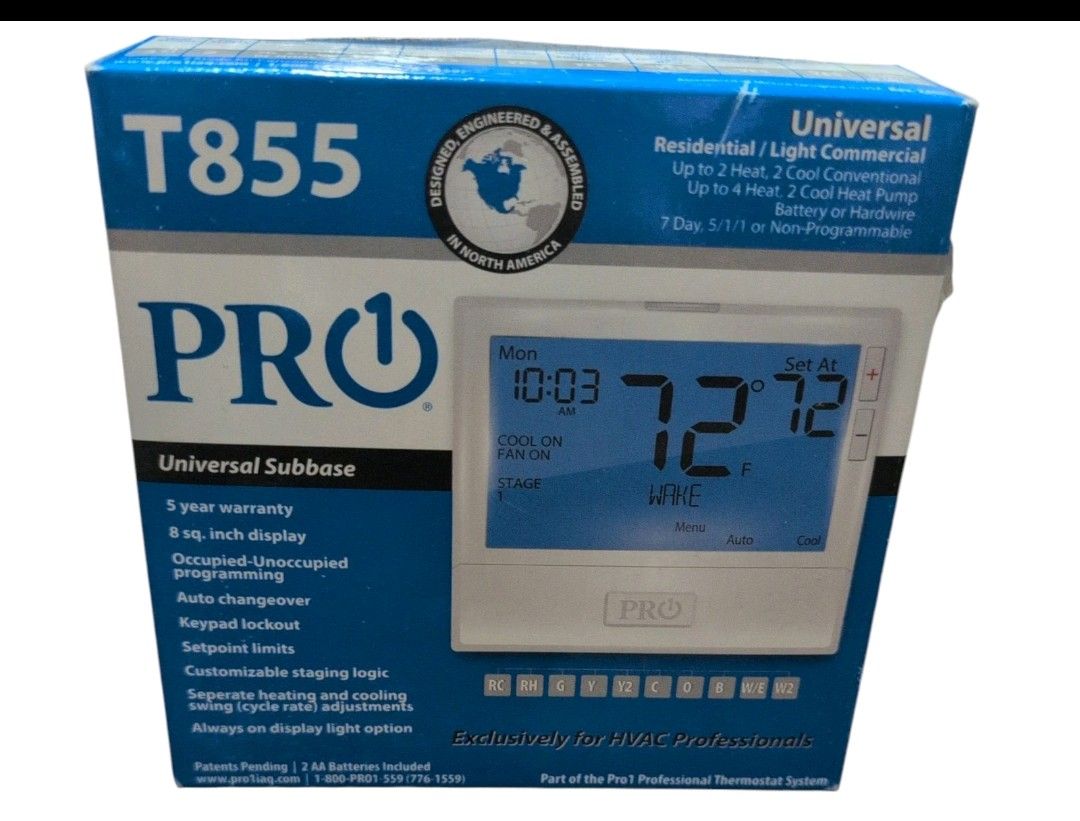 T855
DESIGNED, ENGINEERED & ASSEMBLED
IN NORTH AMERICA
Universal
Residential / Light Commercial
Up to 2 Heat, 2 Cool Conventional
Up to 4 Heat, 2 Cool Heat Pump
Battery or Hardwire
7 Day, 5/1/1 or Non-Programmable
PRO1®
Universal Subbase
5 year warranty
8 sq. inch display
Occupied-Unoccupied
programming
Auto changeover
Keypad lockout
Setpoint limits
Customizable staging logic
Seperate heating and cooling
swing (cycle rate) adjustments
Always on display light option
Patents Pending | 2 AA Batteries Included
www.pro1iaq.com | 1-800-PRO1-559 (776-1559)
Mon
10:03
AM
72°
F
Set At
72
+
−
COOL ON
FAN ON
STAGE
1
WAKE
Menu
Auto Cool
PRO1
RC RH G Y Y2 C O B W/E W2
Exclusively for HVAC Professionals
Part of the Pro1 Professional Thermostat System